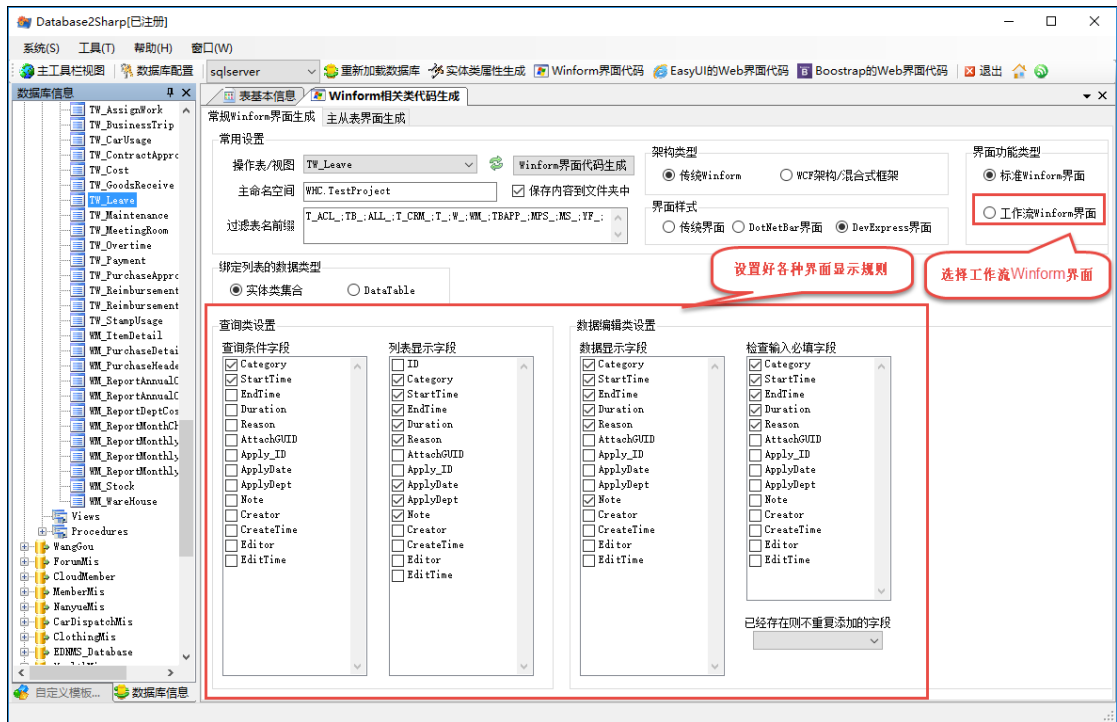 Database2Sharp[已注册]
系统(S) 工具(T) 帮助(H) 窗口(W)
主工具栏视图 数据库配置 sqlserver 重新加载数据库 实体类属性生成 Winform界面代码 EasyUI的Web界面代码 Boostrap的Web界面代码 退出
数据库信息
TW_AssignWork
TW_BusinessTrip
TW_CarUsage
TW_ContractAppro
TW_Cost
TW_GoodsReceive
TW_Leave
TW_Maintenance
TW_MeetingRoom
TW_Overtime
TW_Payment
TW_PurchaseAppro
TW_Reimbursement
TW_Reimbursement
TW_StampUsage
WM_ItemDetail
WM_PurchaseDetai
WM_PurchaseHeade
WM_ReportAnnualC
WM_ReportAnnualC
WM_ReportDeptCos
WM_ReportMonthCh
WM_ReportMonthly
WM_ReportMonthly
WM_ReportMonthly
WM_Stock
WM_WareHouse
Views
Procedures
WangGou
ForumMis
CloudMember
MemberMis
NanyueMis
CarDispatchMis
ClothingMis
EDNMS_Database
自定义模板... 数据库信息
表基本信息 Winform相关类代码生成
常规Winform界面生成 主从表界面生成
常用设置
操作表/视图 TW_Leave Winform界面代码生成
主命名空间 WHC.TestProject 保存内容到文件夹中
过滤表名前缀 T_ACL_;TB_;ALL_;T_CRM_;T_;W_;WM_;TBAPP_;MPS_;MS_;YF_;
架构类型
传统Winform WCF架构/混合式框架
界面样式
传统界面 DotNetBar界面 DevExpress界面
界面功能类型
标准Winform界面
工作流Winform界面
绑定列表的数据类型
实体类集合 DataTable
设置好各种界面显示规则
选择工作流Winform界面
查询类设置
查询条件字段
Category
StartTime
EndTime
Duration
Reason
AttachGUID
Apply_ID
ApplyDate
ApplyDept
Note
Creator
CreateTime
Editor
EditTime
列表显示字段
ID
Category
StartTime
EndTime
Duration
Reason
AttachGUID
Apply_ID
ApplyDate
ApplyDept
Note
Creator
CreateTime
Editor
EditTime
数据编辑类设置
数据显示字段
Category
StartTime
EndTime
Duration
Reason
AttachGUID
Apply_ID
ApplyDate
ApplyDept
Note
Creator
CreateTime
Editor
EditTime
检查输入必填字段
Category
StartTime
EndTime
Duration
Reason
AttachGUID
Apply_ID
ApplyDate
ApplyDept
Note
Creator
CreateTime
Editor
EditTime
已经存在则不重复添加的字段